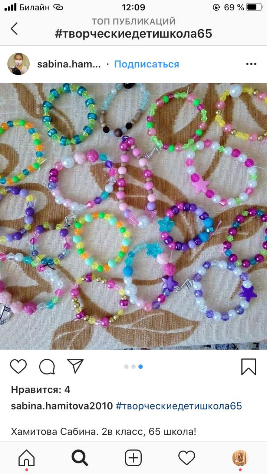 Билайн 12:09 69 %
ТОП ПУБЛИКАЦИЙ
#творческиедетишкола65
sabina.ham... · Подписаться
Нравится: 4
sabina.hamitova2010 #творческиедетишкола65
Хамитова Сабина. 2в класс, 65 школа!